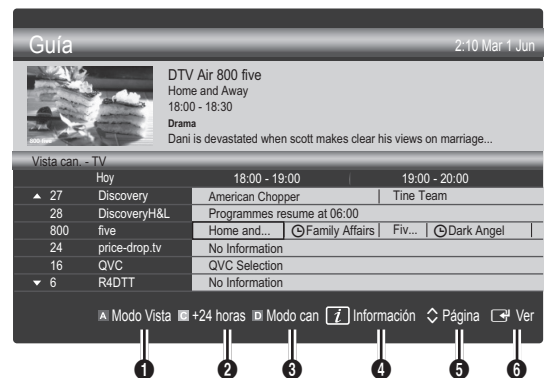 Guía 2:10 Mar 1 Jun
DTV Air 800 five
Home and Away
18:00 - 18:30
Drama
Dani is devastated when scott makes clear his views on marriage...
800 five
Vista can. - TV
Hoy 18:00 - 19:00 19:00 - 20:00
▲ 27 Discovery American Chopper Tine Team
28 DiscoveryH&L Programmes resume at 06:00
800 five Home and... Family Affairs Fiv... Dark Angel
24 price-drop.tv No Information
16 QVC QVC Selection
▼ 6 R4DTT No Information
A Modo Vista C +24 horas D Modo can i Información Página Ver
1 2 3 4 5 6